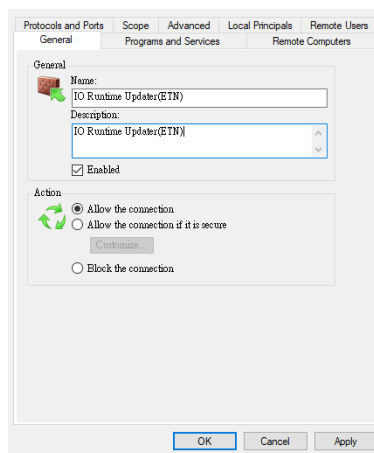 Protocols and Ports Scope Advanced Local Principals Remote Users
General Programs and Services Remote Computers
General
Name:
IO Runtime Updater(ETN)
Description:
IO Runtime Updater(ETN)
Enabled
Action
Allow the connection
Allow the connection if it is secure
Customize...
Block the connection
OK Cancel Apply